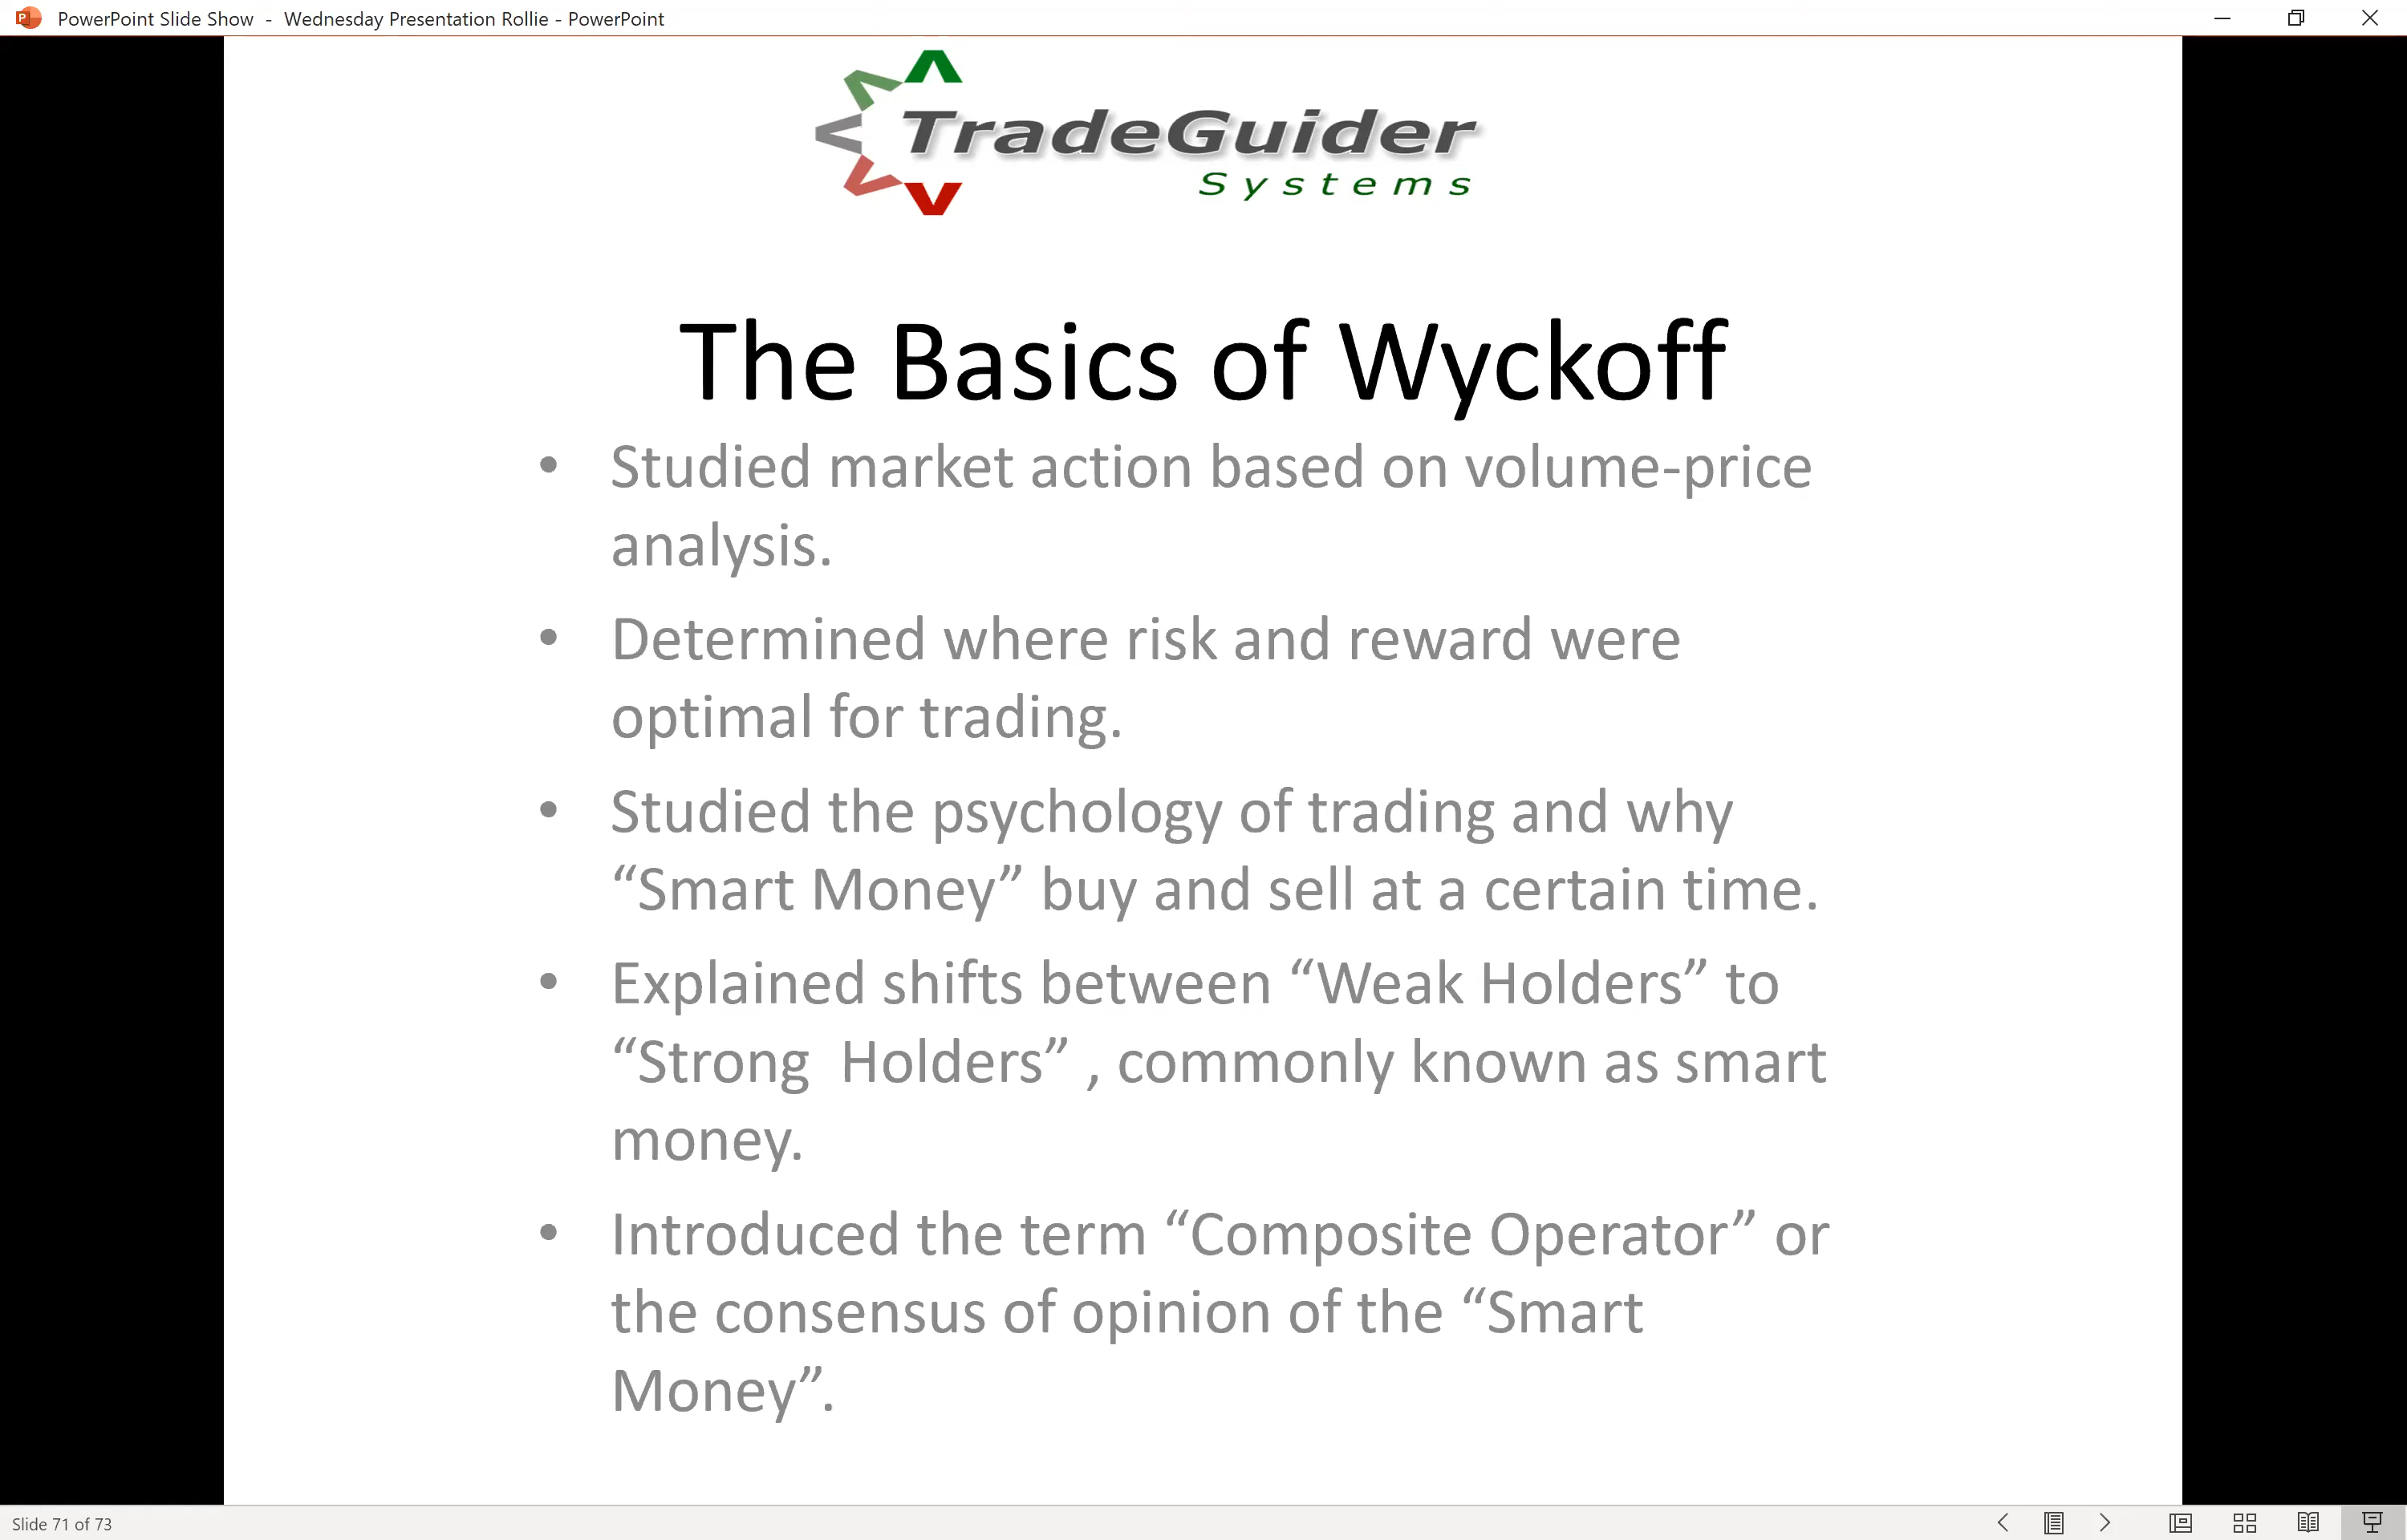 PowerPoint Slide Show - Wednesday Presentation Rollie - PowerPoint
TradeGuider
Systems
The Basics of Wyckoff
• Studied market action based on volume-price
analysis.
• Determined where risk and reward were
optimal for trading.
• Studied the psychology of trading and why
“Smart Money” buy and sell at a certain time.
• Explained shifts between “Weak Holders” to
“Strong  Holders” , commonly known as smart
money.
• Introduced the term “Composite Operator” or
the consensus of opinion of the “Smart
Money”.
Slide 71 of 73